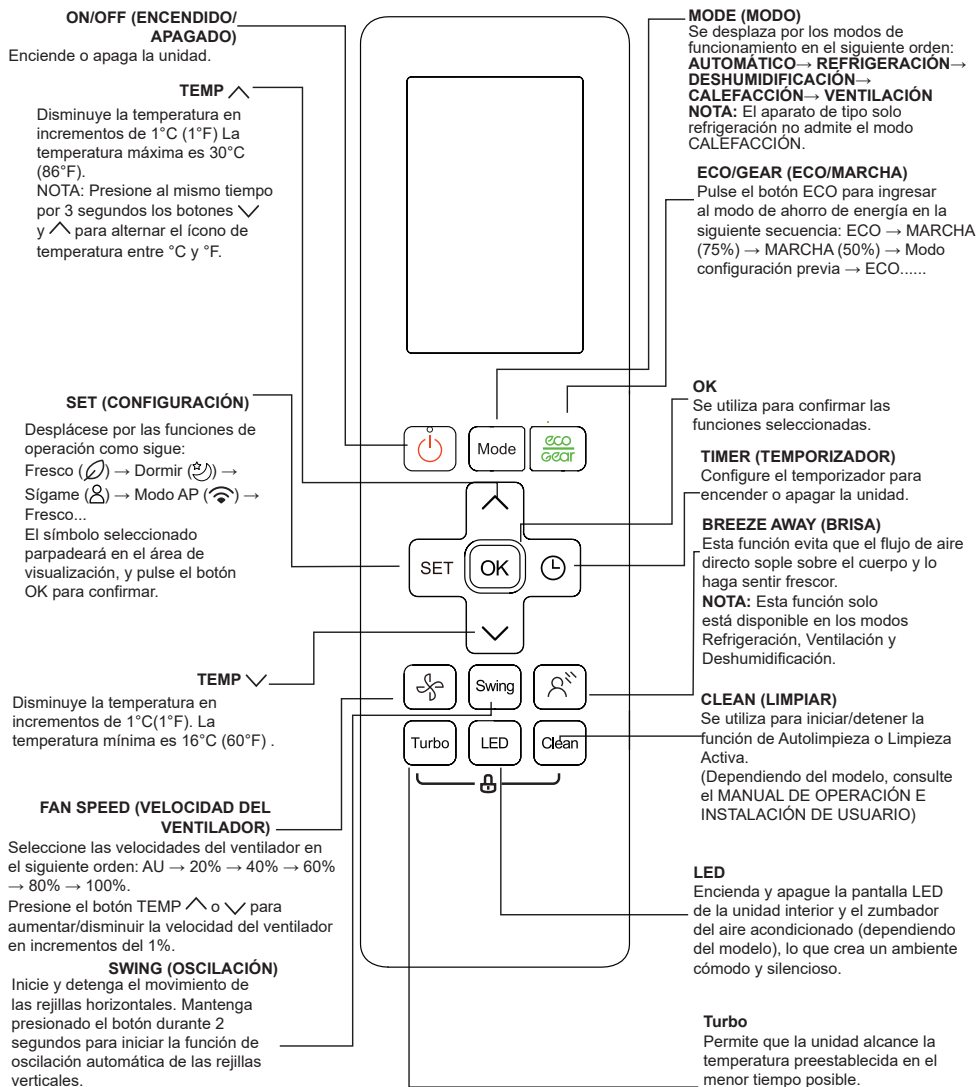 ON/OFF (ENCENDIDO/
APAGADO)
Enciende o apaga la unidad.
TEMP
Disminuye la temperatura en
incrementos de 1°C (1°F) La
temperatura máxima es 30°C
(86°F).
NOTA: Presione al mismo tiempo
por 3 segundos los botones
y para alternar el ícono de
temperatura entre °C y °F.
SET (CONFIGURACIÓN)
Desplácese por las funciones de
operación como sigue:
Fresco ( ) → Dormir ( ) →
Sígame ( ) → Modo AP ( ) →
Fresco...
El símbolo seleccionado
parpadeará en el área de
visualización, y pulse el botón
OK para confirmar.
TEMP
Disminuye la temperatura en
incrementos de 1°C(1°F). La
temperatura mínima es 16°C (60°F) .
FAN SPEED (VELOCIDAD DEL
VENTILADOR)
Seleccione las velocidades del ventilador en
el siguiente orden: AU → 20% → 40% → 60%
→ 80% → 100%.
Presione el botón TEMP o para
aumentar/disminuir la velocidad del ventilador
en incrementos del 1%.
SWING (OSCILACIÓN)
Inicie y detenga el movimiento de
las rejillas horizontales. Mantenga
presionado el botón durante 2
segundos para iniciar la función de
oscilación automática de las rejillas
verticales.
Mode
eco
Gear
SET
OK
Swing
Turbo
LED
Clean
MODE (MODO)
Se desplaza por los modos de
funcionamiento en el siguiente orden:
AUTOMÁTICO→ REFRIGERACIÓN→
DESHUMIDIFICACIÓN→
CALEFACCIÓN→ VENTILACIÓN
NOTA: El aparato de tipo solo
refrigeración no admite el modo
CALEFACCIÓN.
ECO/GEAR (ECO/MARCHA)
Pulse el botón ECO para ingresar
al modo de ahorro de energía en la
siguiente secuencia: ECO → MARCHA
(75%) → MARCHA (50%) → Modo
configuración previa → ECO......
OK
Se utiliza para confirmar las
funciones seleccionadas.
TIMER (TEMPORIZADOR)
Configure el temporizador para
encender o apagar la unidad.
BREEZE AWAY (BRISA)
Esta función evita que el flujo de aire
directo sople sobre el cuerpo y lo
haga sentir frescor.
NOTA: Esta función solo
está disponible en los modos
Refrigeración, Ventilación y
Deshumidificación.
CLEAN (LIMPIAR)
Se utiliza para iniciar/detener la
función de Autolimpieza o Limpieza
Activa.
(Dependiendo del modelo, consulte
el MANUAL DE OPERACIÓN E
INSTALACIÓN DE USUARIO)
LED
Encienda y apague la pantalla LED
de la unidad interior y el zumbador
del aire acondicionado (dependiendo
del modelo), lo que crea un ambiente
cómodo y silencioso.
Turbo
Permite que la unidad alcance la
temperatura preestablecida en el
menor tiempo posible.